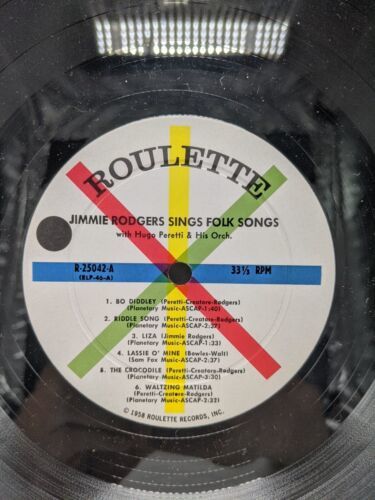 ROULETTE
JIMMIE RODGERS SINGS FOLK SONGS
with Hugo Peretti & His Orch.
R-25042-A 33⅓ RPM
(RLP-46-A)
1. BO DIDDLEY (Peretti-Creatore-Rodgers)
(Planetary Music-ASCAP-1:33)
2. RIDDLE SONG (Peretti-Creatore-Rodgers)
(Planetary Music-ASCAP-2:27)
3. LIZA (Jimmie Rodgers)
(Planetary Music-ASCAP-1:33)
4. LASSIE O' MINE (Bowles-Walt)
(Sam Fox Music-ASCAP-2:37)
5. THE CROCODILE (Peretti-Creatore-Rodgers)
(Planetary Music-ASCAP-3:30)
6. WALTZING MATILDA
(Peretti-Creatore-Rodgers)
(Planetary Music-ASCAP-2:32)
© 1958 ROULETTE RECORDS, INC.